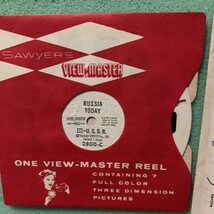 SAWYER'S
VIEW-MASTER
RUSSIA
TODAY
III-U.S.S.R.
2800-C
ONE VIEW-MASTER REEL
CONTAINING 7
FULL COLOR
THREE DIMENSION
PICTURES